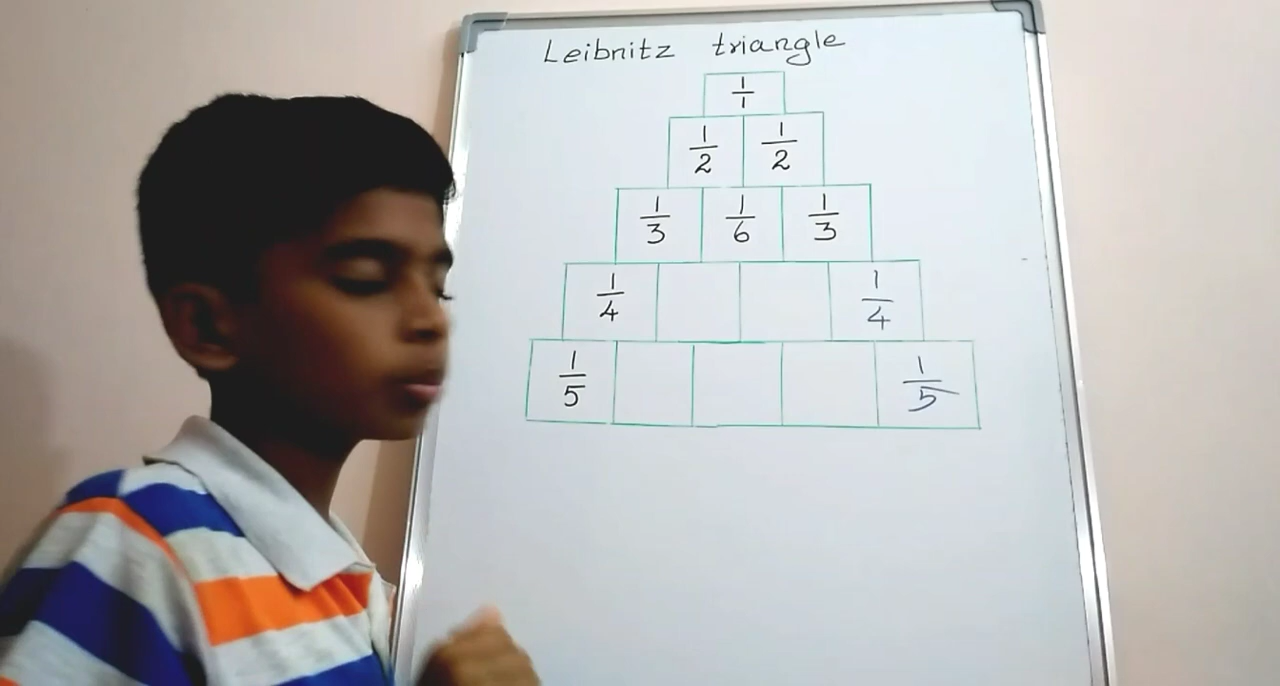 Leibnitz triangle
1/1
1/2 1/2
1/3 1/6 1/3
1/4 1/4
1/5 1/5